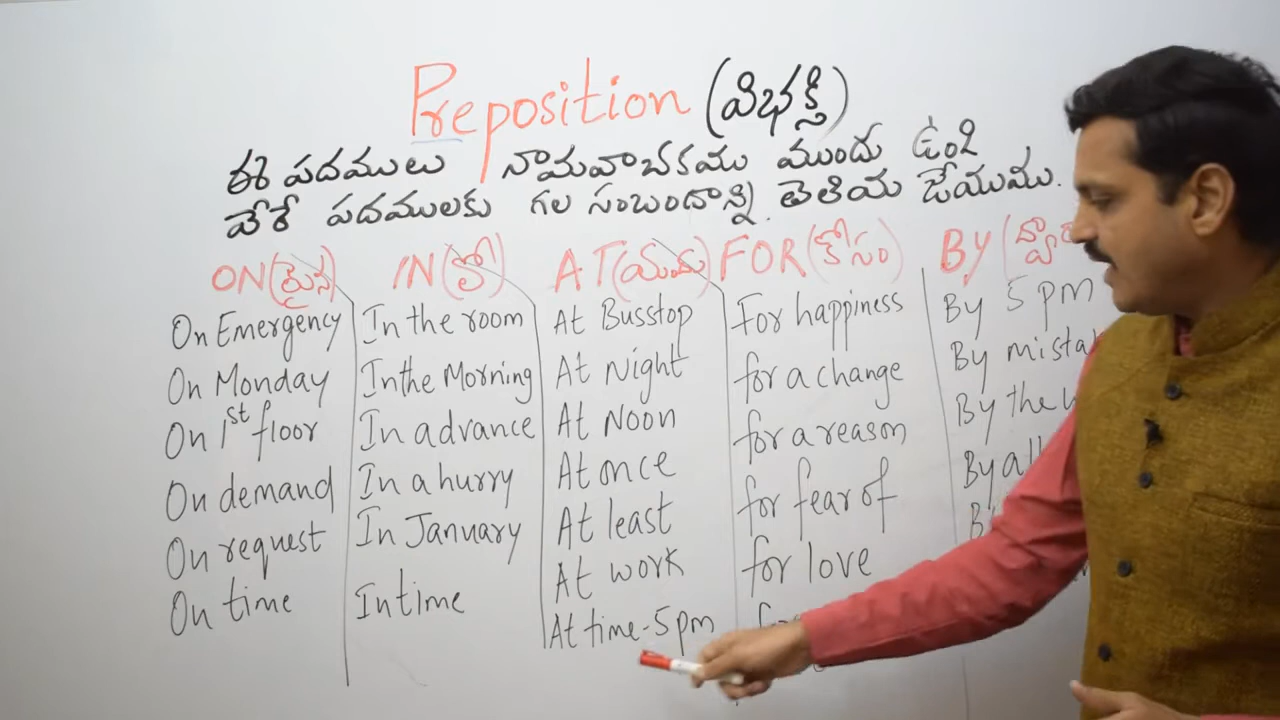 Preposition (విభక్తి)
ఈ పదములు నామవాచకము ముందు ఉండి
వేరే పదములకు గల సంబందాన్ని తెలియ జేయుము.
ON (పైన) IN (లో) AT (యందు) FOR (కోసం) BY
On Emergency In the room At Busstop For happiness By 5 pm
On Monday In the Morning At Night for a change By
On 1st floor In advance At Noon for a reason By the
On demand In a hurry At once for fear of By all
On request In January At least for love
On time In time At work
At time - 5 pm